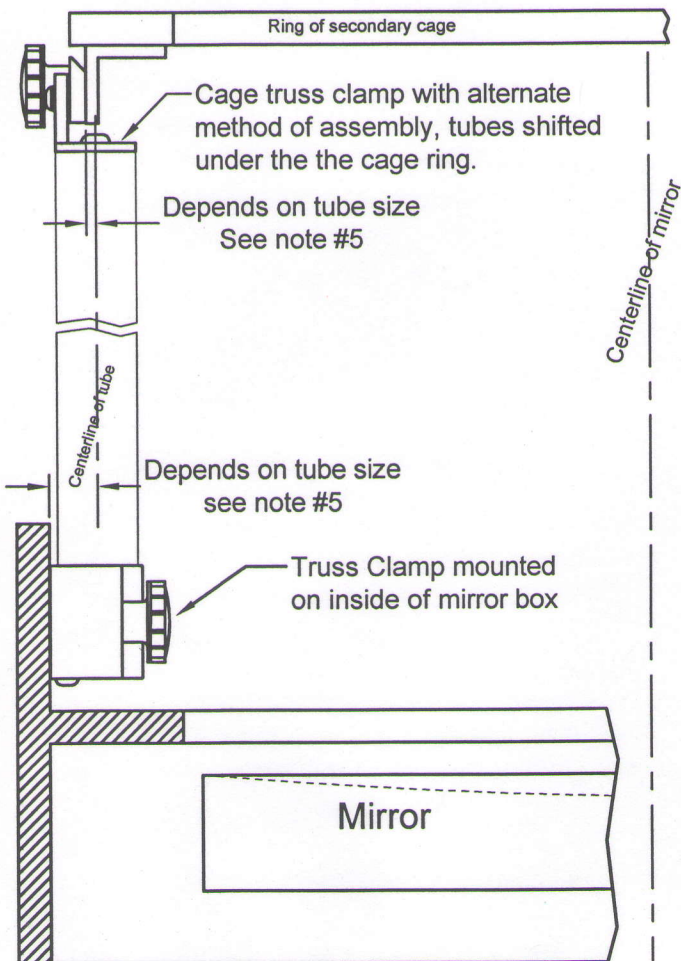 Ring of secondary cage
Cage truss clamp with alternate
method of assembly, tubes shifted
under the the cage ring.
Depends on tube size
See note #5
Centerline of mirror
Centerline of tube
Depends on tube size
see note #5
Truss Clamp mounted
on inside of mirror box
Mirror